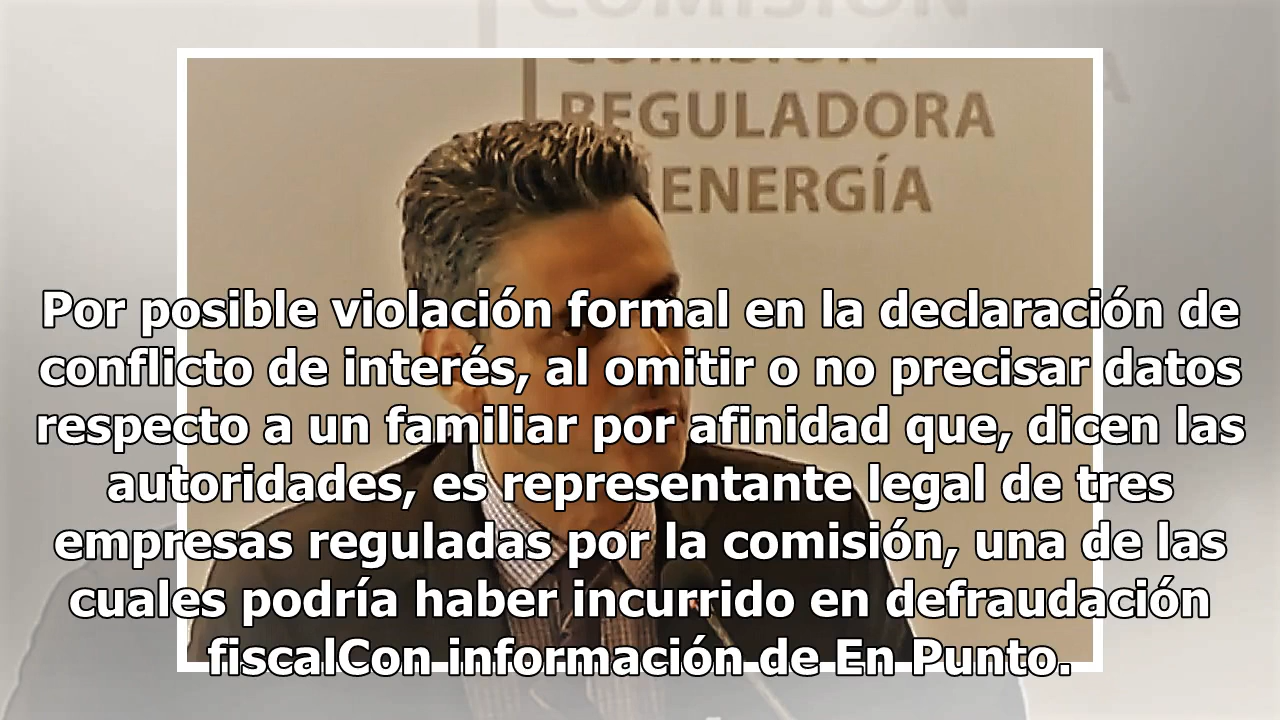 COMISIÓN
COMISIÓN
REGULADORA
ENERGÍA
Por posible violación formal en la declaración de
conflicto de interés, al omitir o no precisar datos
respecto a un familiar por afinidad que, dicen las
autoridades, es representante legal de tres
empresas reguladas por la comisión, una de las
cuales podría haber incurrido en defraudación
fiscalCon información de En Punto.